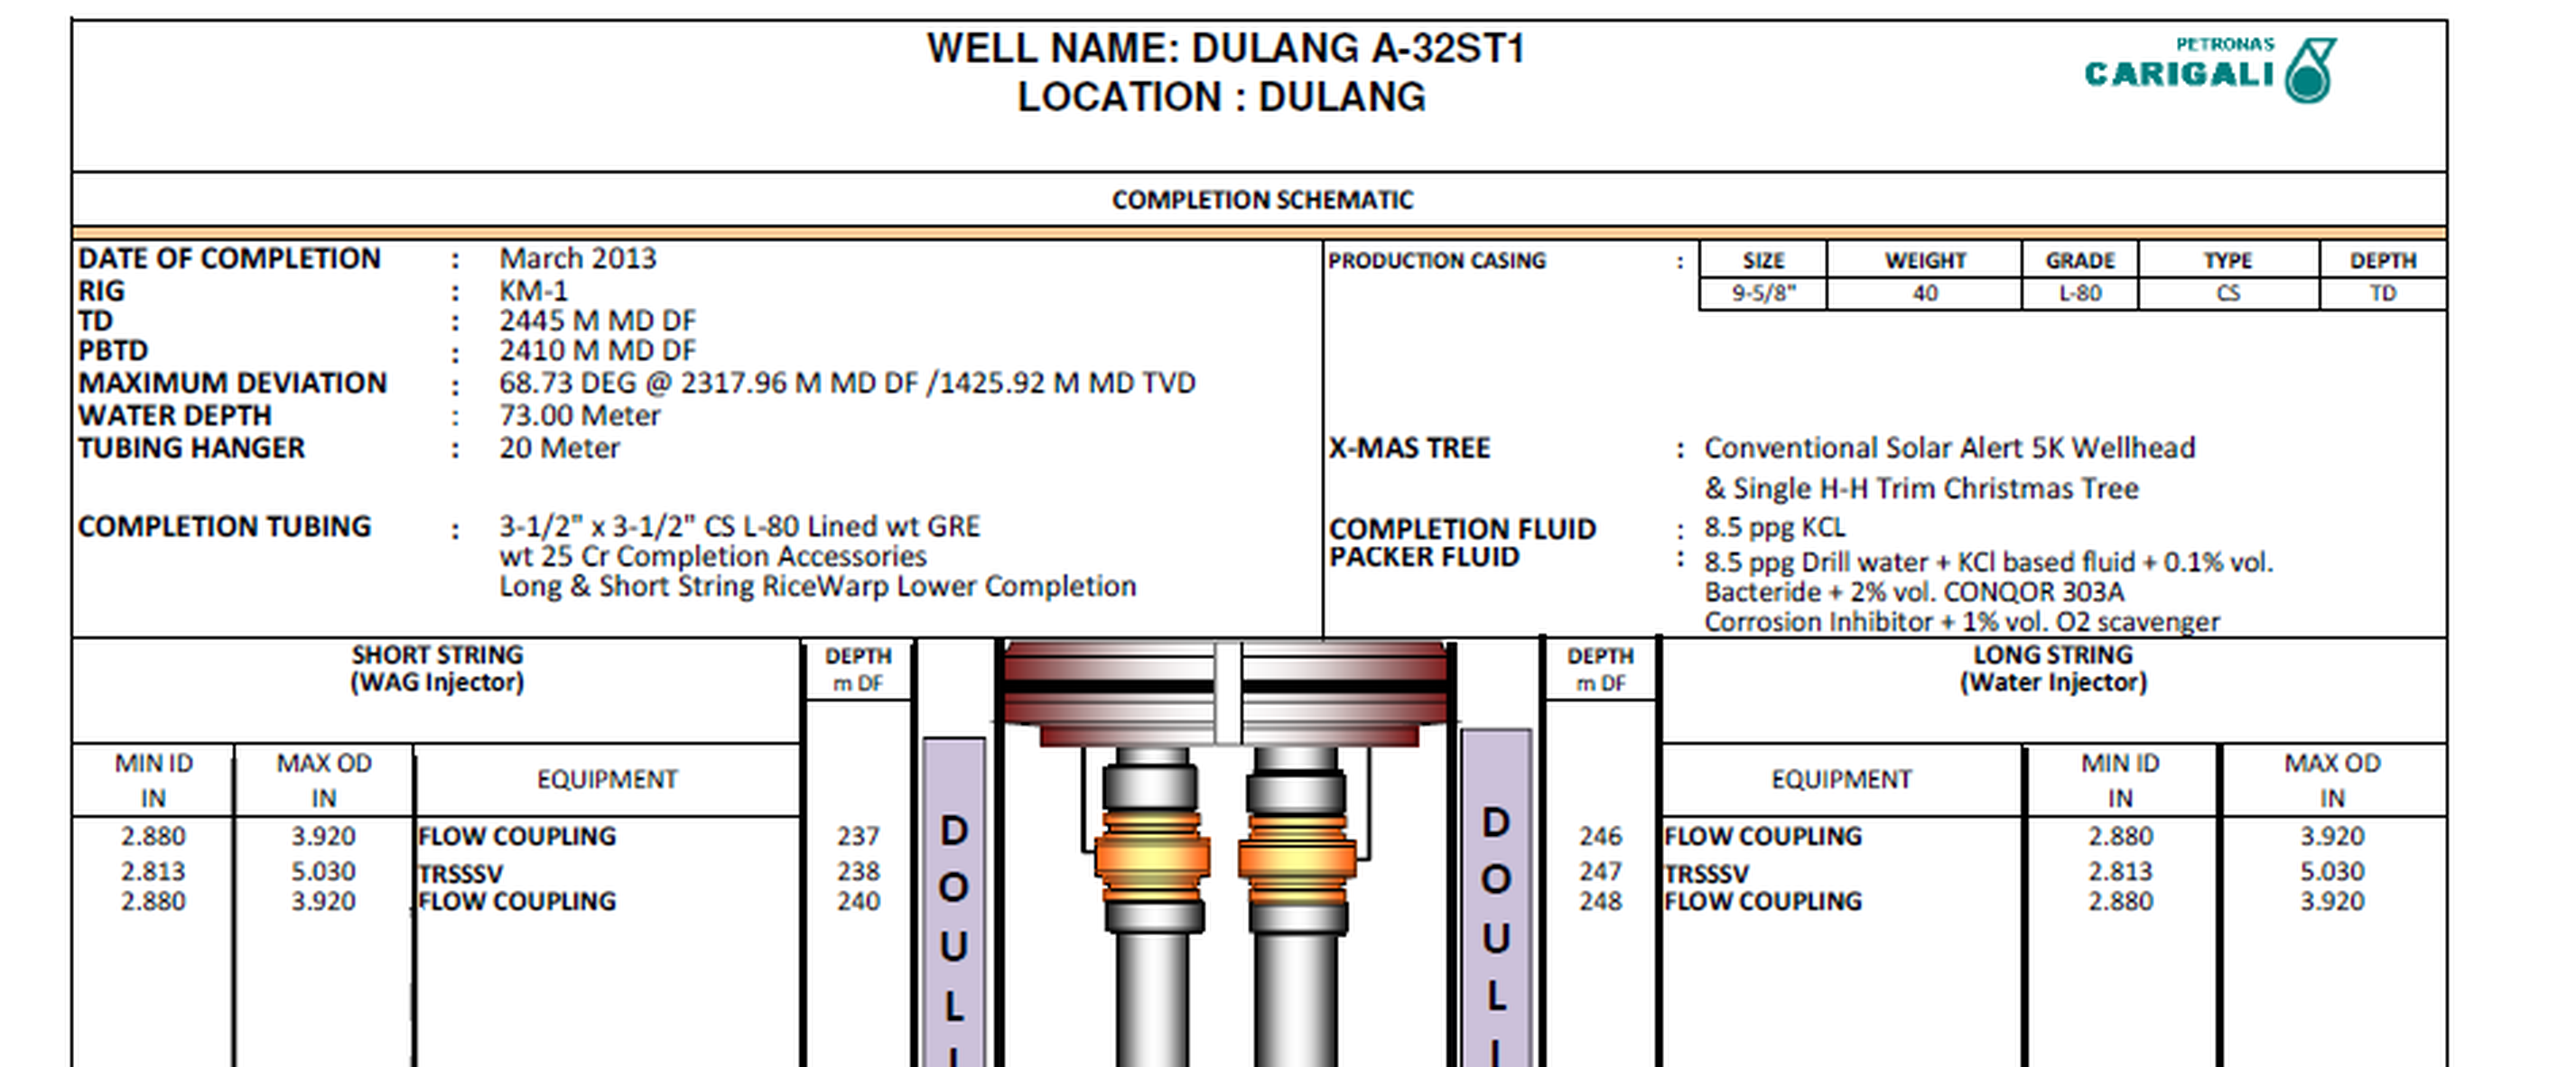 WELL NAME: DULANG A-32ST1
LOCATION : DULANG
PETRONAS
CARIGALI
COMPLETION SCHEMATIC
DATE OF COMPLETION : March 2013
RIG : KM-1
TD : 2445 M MD DF
PBTD : 2410 M MD DF
MAXIMUM DEVIATION : 68.73 DEG @ 2317.96 M MD DF /1425.92 M MD TVD
WATER DEPTH : 73.00 Meter
TUBING HANGER : 20 Meter
COMPLETION TUBING : 3-1/2" x 3-1/2" CS L-80 Lined wt GRE
wt 25 Cr Completion Accessories
Long & Short String RiceWarp Lower Completion
PRODUCTION CASING : SIZE WEIGHT GRADE TYPE DEPTH
9-5/8" 40 L-80 CS TD
X-MAS TREE : Conventional Solar Alert 5K Wellhead
& Single H-H Trim Christmas Tree
COMPLETION FLUID : 8.5 ppg KCL
PACKER FLUID : 8.5 ppg Drill water + KCl based fluid + 0.1% vol.
Bacteride + 2% vol. CONQOR 303A
Corrosion Inhibitor + 1% vol. O2 scavenger
SHORT STRING
(WAG Injector)
DEPTH
m DF
MIN ID IN MAX OD IN EQUIPMENT
2.880 3.920 FLOW COUPLING 237
2.813 5.030 TRSSSV 238
2.880 3.920 FLOW COUPLING 240
D
O
U
L
D
O
U
L
DEPTH
m DF
LONG STRING
(Water Injector)
EQUIPMENT MIN ID IN MAX OD IN
246 FLOW COUPLING 2.880 3.920
247 TRSSSV 2.813 5.030
248 FLOW COUPLING 2.880 3.920